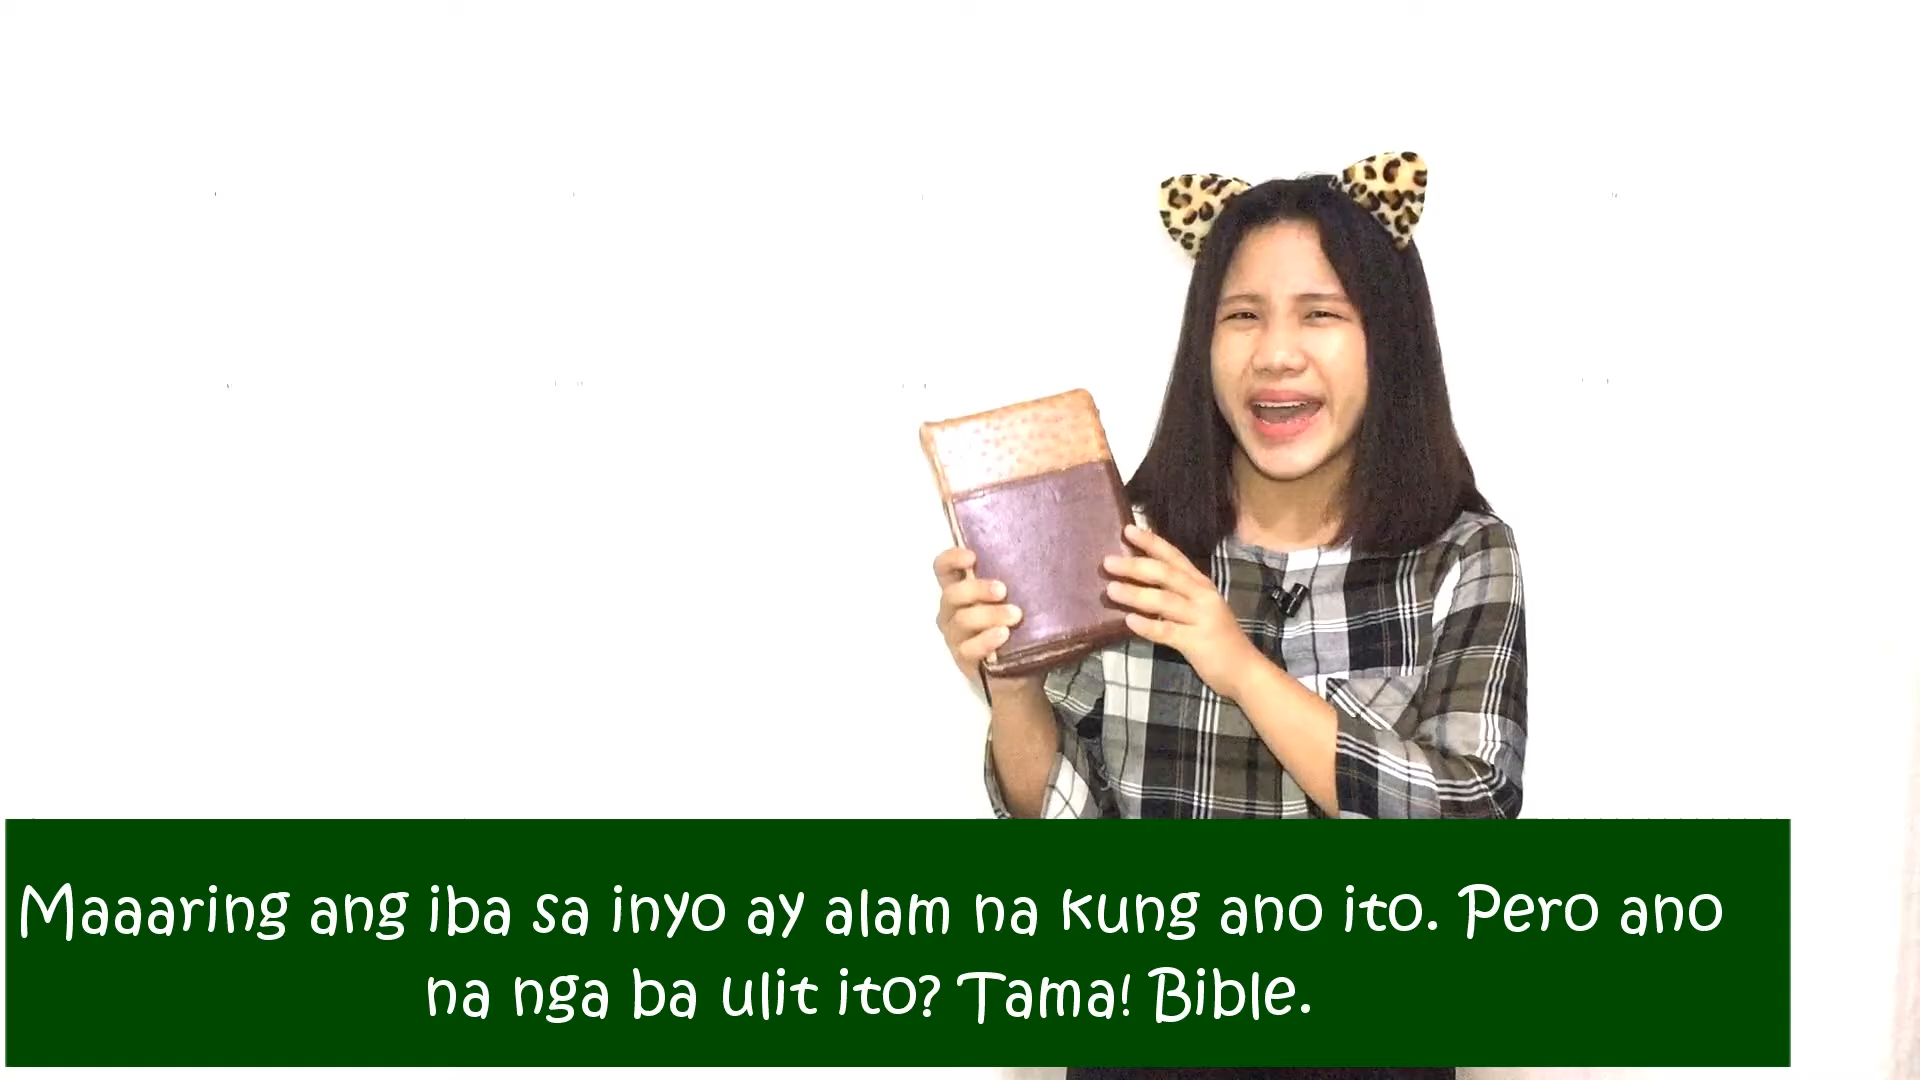 Maaaring ang iba sa inyo ay alam na kung ano ito. Pero ano
na nga ba ulit ito? Tama! Bible.